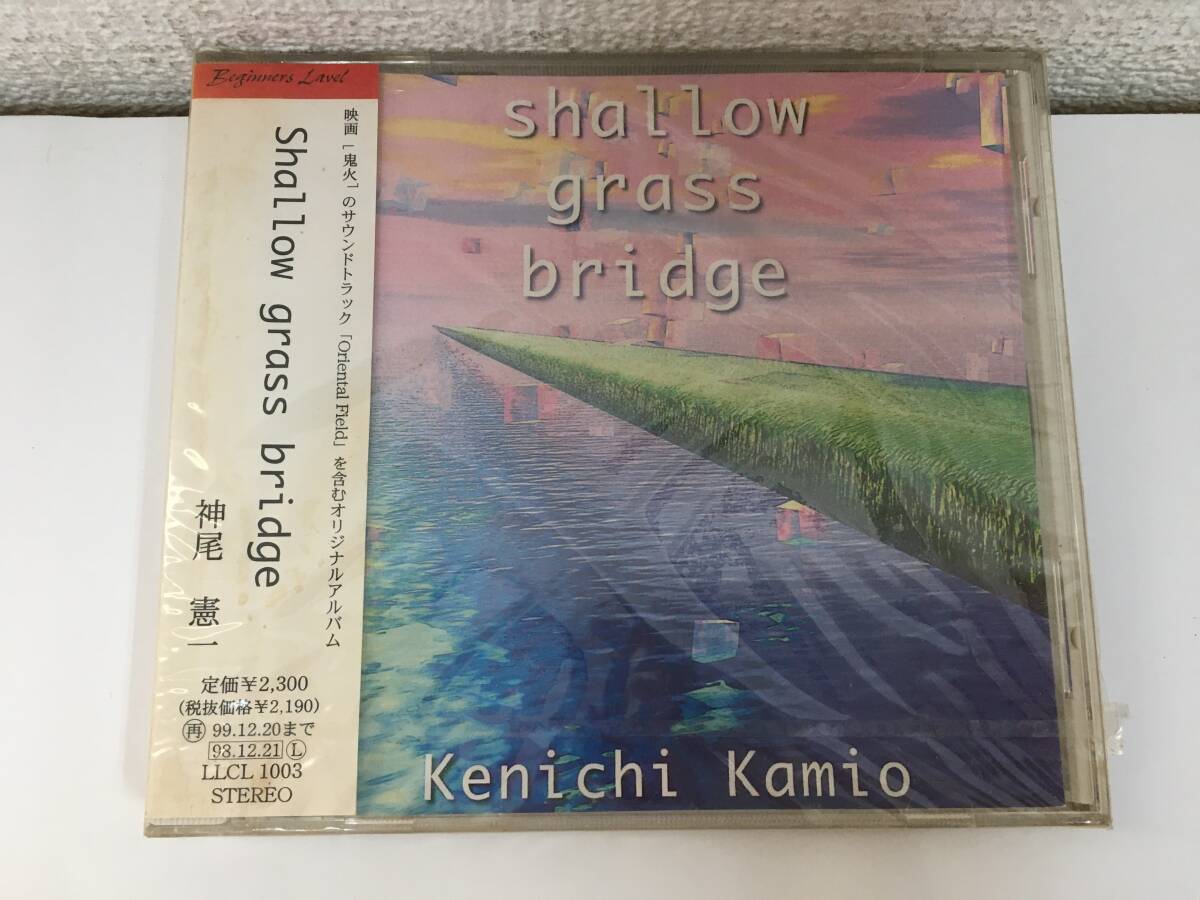 Beginners Lavel
映画「鬼火」のサウンドトラック「Oriental Field」を含むオリジナルアルバム
Shallow grass bridge
神尾 憲一
定価¥2,300
(税抜価格¥2,190)
再 99.12.20まで
93.12.21 L
LLCL 1003
STEREO
shallow
grass
bridge
Kenichi Kamio